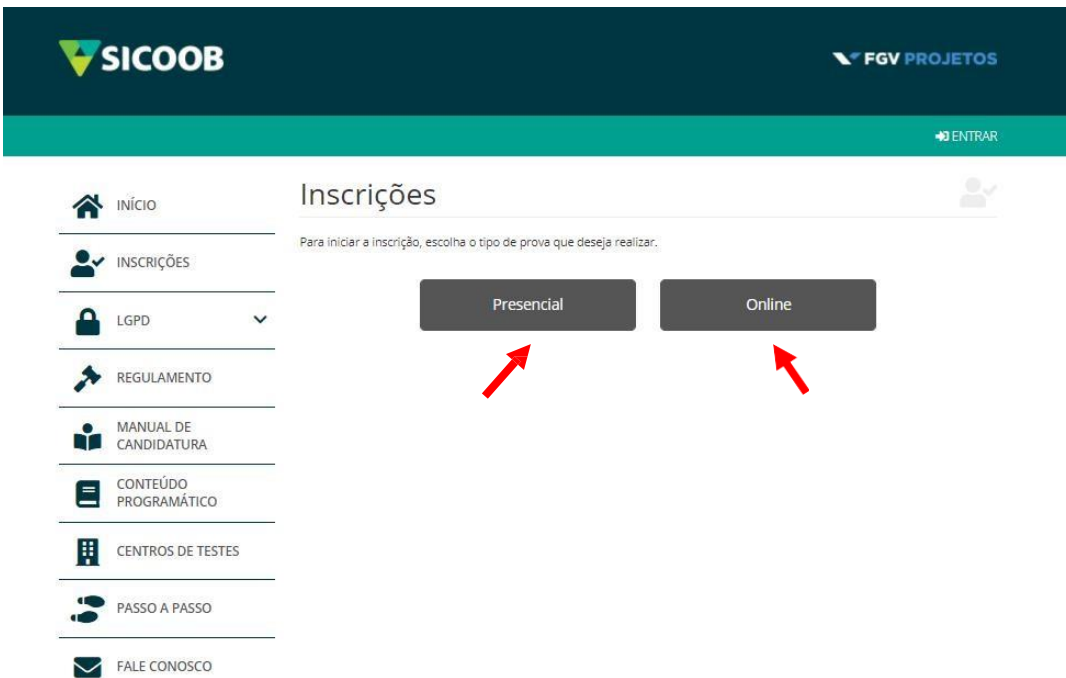 SICOOB
FGV PROJETOS
ENTRAR
INÍCIO
INSCRIÇÕES
LGPD
REGULAMENTO
MANUAL DE
CANDIDATURA
CONTEÚDO
PROGRAMÁTICO
CENTROS DE TESTES
PASSO A PASSO
FALE CONOSCO
Inscrições
Para iniciar a inscrição, escolha o tipo de prova que deseja realizar.
Presencial
Online